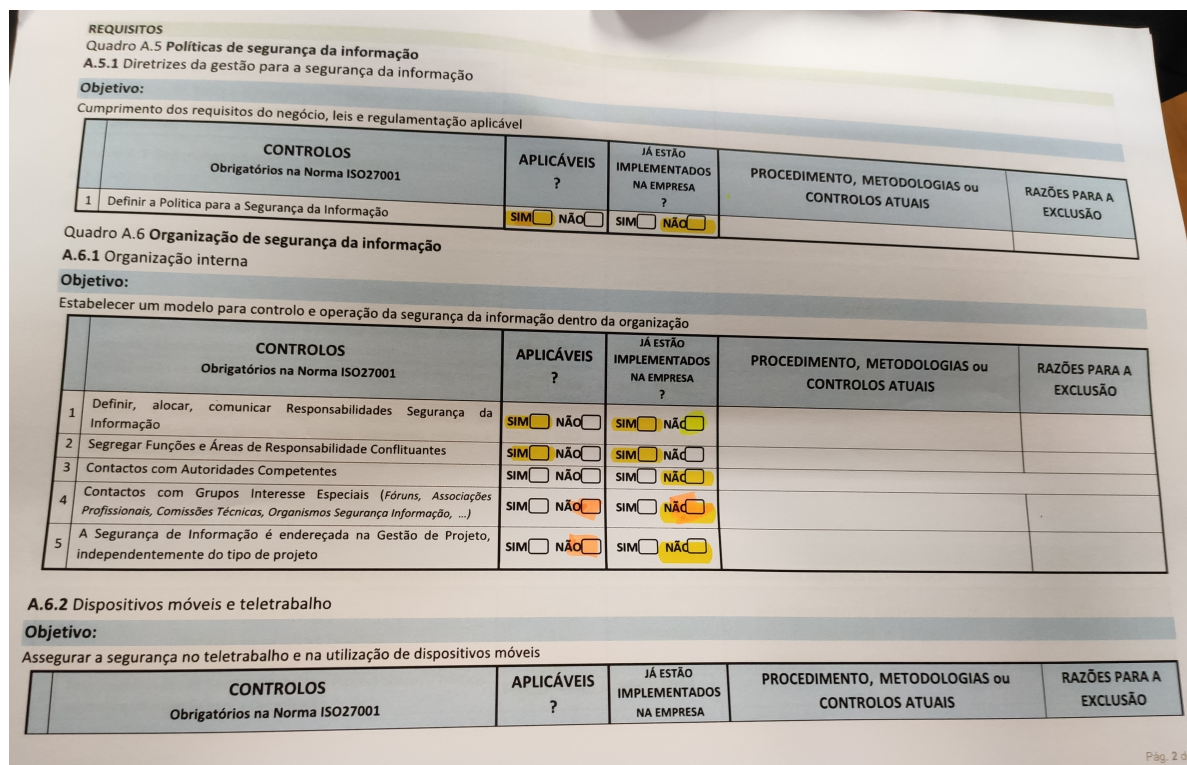 REQUISITOS
Quadro A.5 Políticas de segurança da informação
A.5.1 Diretrizes da gestão para a segurança da informação
Objetivo:
Cumprimento dos requisitos do negócio, leis e regulamentação aplicável
CONTROLOS
Obrigatórios na Norma ISO27001
APLICÁVEIS
?
JÁ ESTÃO
IMPLEMENTADOS
NA EMPRESA
?
PROCEDIMENTO, METODOLOGIAS ou
CONTROLOS ATUAIS
RAZÕES PARA A
EXCLUSÃO
1 Definir a Politica para a Segurança da Informação SIM NÃO SIM NÃO
Quadro A.6 Organização de segurança da informação
A.6.1 Organização interna
Objetivo:
Estabelecer um modelo para controlo e operação da segurança da informação dentro da organização
CONTROLOS
Obrigatórios na Norma ISO27001
APLICÁVEIS
?
JÁ ESTÃO
IMPLEMENTADOS
NA EMPRESA
?
PROCEDIMENTO, METODOLOGIAS ou
CONTROLOS ATUAIS
RAZÕES PARA A
EXCLUSÃO
1 Definir, alocar, comunicar Responsabilidades Segurança da
Informação SIM NÃO SIM NÃO
2 Segregar Funções e Áreas de Responsabilidade Conflituantes SIM NÃO SIM NÃO
3 Contactos com Autoridades Competentes SIM NÃO SIM NÃO
4 Contactos com Grupos Interesse Especiais (Fóruns, Associações
Profissionais, Comissões Técnicas, Organismos Segurança Informação, ...) SIM NÃO SIM NÃO
5 A Segurança de Informação é endereçada na Gestão de Projeto,
independentemente do tipo de projeto SIM NÃO SIM NÃO
A.6.2 Dispositivos móveis e teletrabalho
Objetivo:
Assegurar a segurança no teletrabalho e na utilização de dispositivos móveis
CONTROLOS
Obrigatórios na Norma ISO27001
APLICÁVEIS
?
JÁ ESTÃO
IMPLEMENTADOS
NA EMPRESA
PROCEDIMENTO, METODOLOGIAS ou
CONTROLOS ATUAIS
RAZÕES PARA A
EXCLUSÃO
Pág. 2